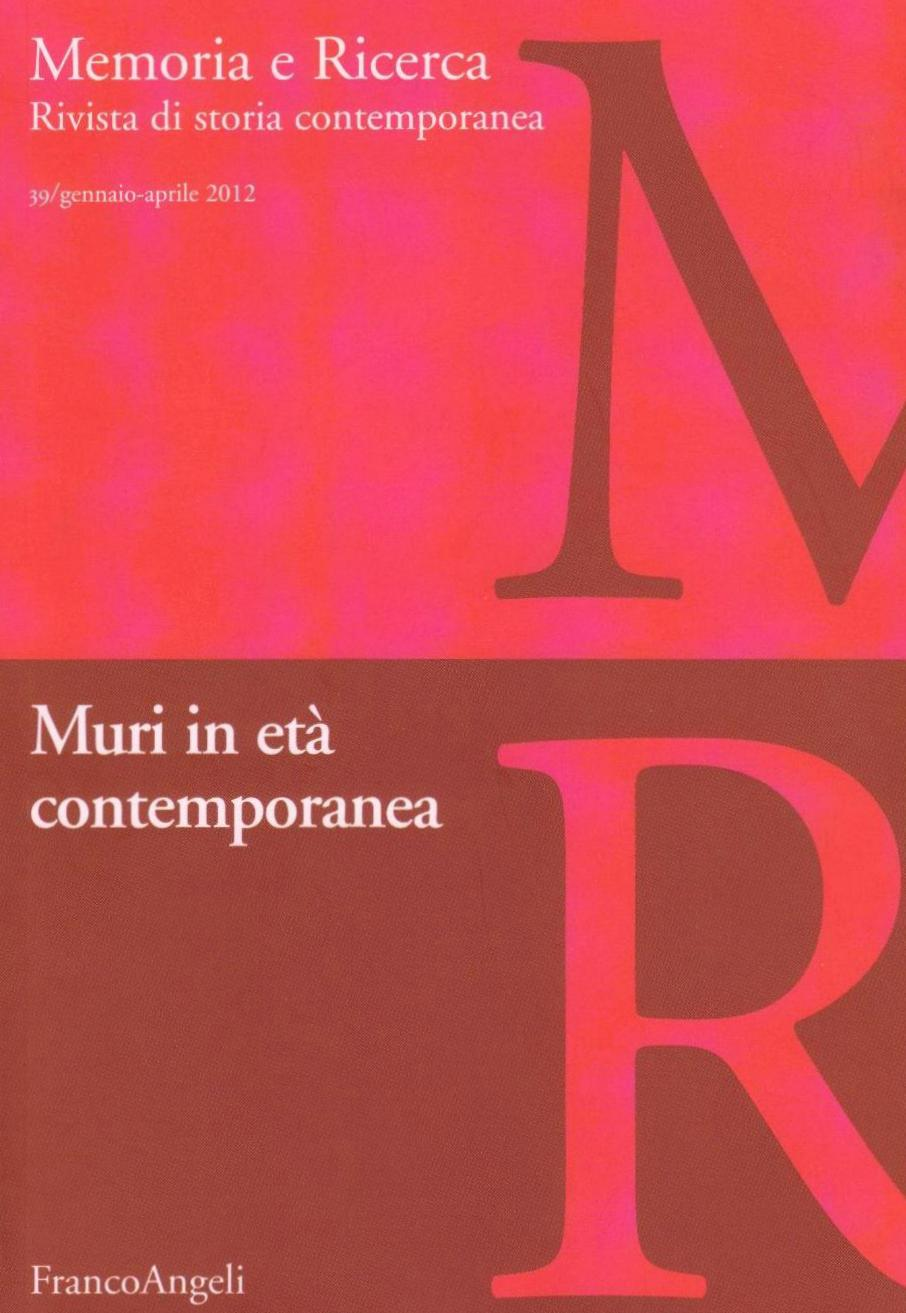 Memoria e Ricerca
Rivista di storia contemporanea
39/gennaio-aprile 2012
M
Muri in età
contemporanea
R
FrancoAngeli